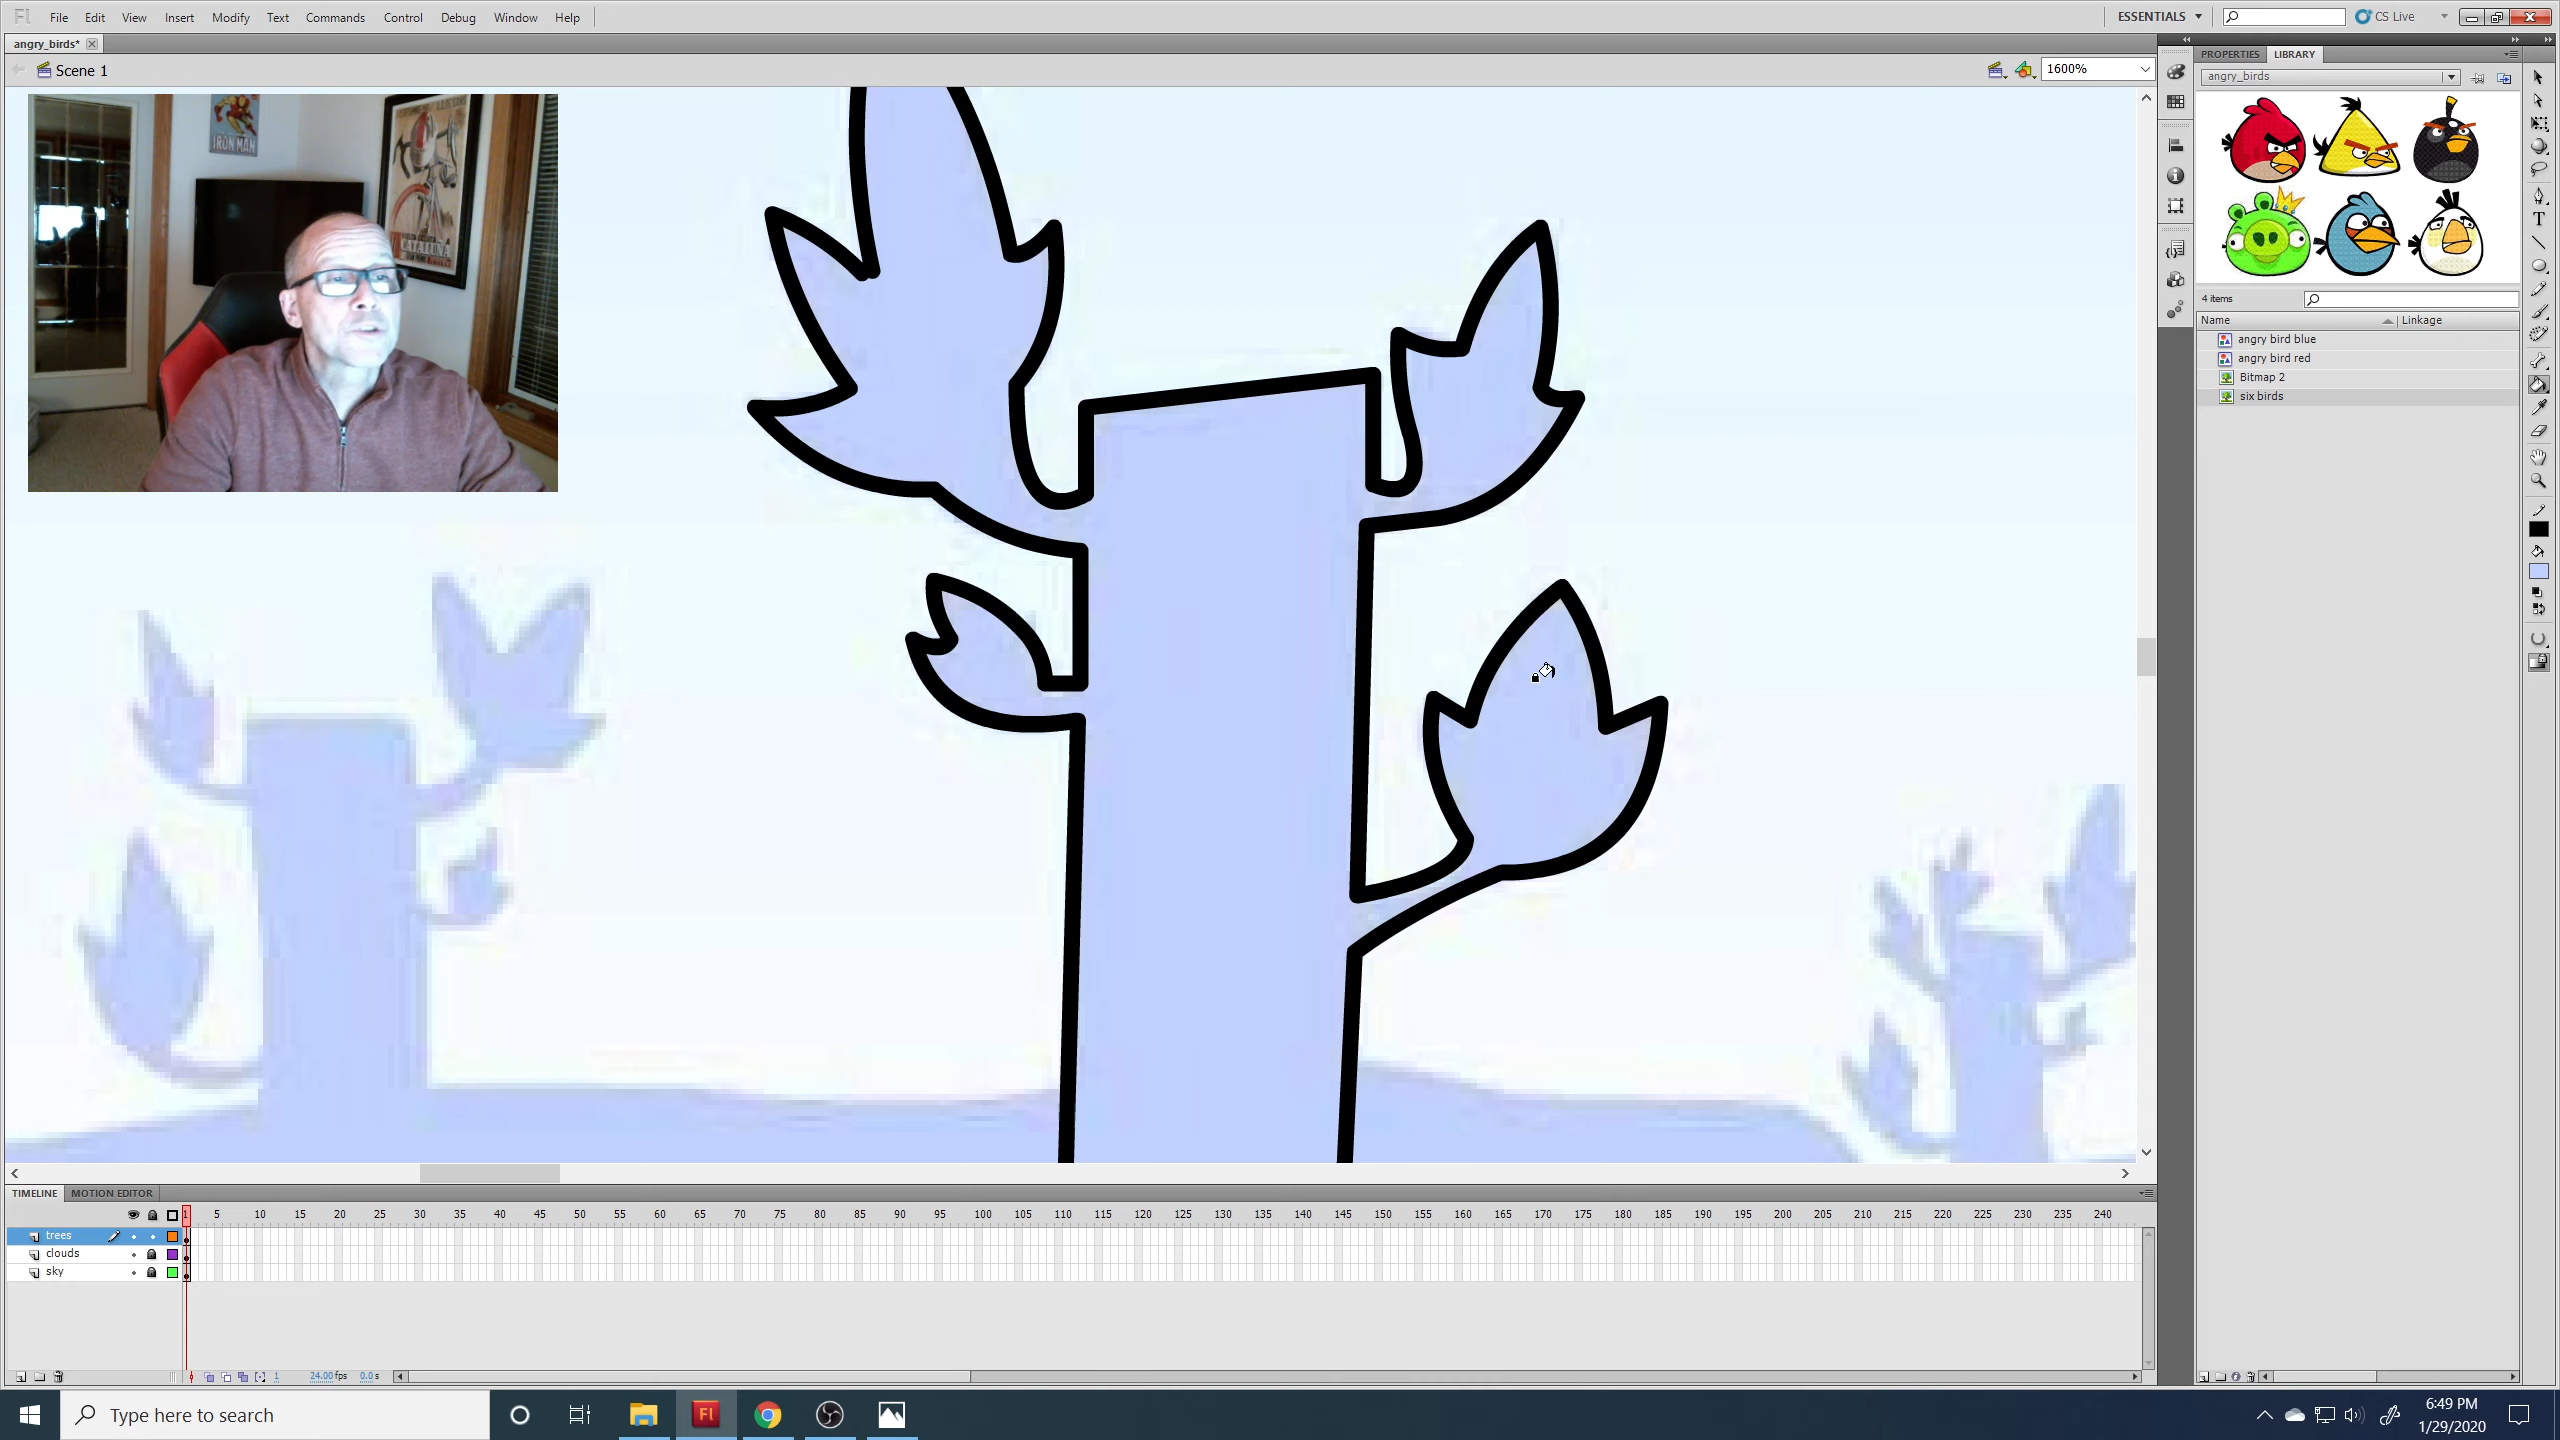 Fl File Edit View Insert Modify Text Commands Control Debug Window Help ESSENTIALS CS Live
angry_birds*
Scene 1 1600%
PROPERTIES LIBRARY
angry_birds
IRON MAN
4 items
Name Linkage
angry bird blue
angry bird red
Bitmap 2
six birds
T
TIMELINE MOTION EDITOR
1 5 10 15 20 25 30 35 40 45 50 55 60 65 70 75 80 85 90 95 100 105 110 115 120 125 130 135 140 145 150 155 160 165 170 175 180 185 190 195 200 205 210 215 220 225 230 235 240
trees
clouds
sky
1 24.00 fps 0.0 s
Type here to search
Fl
6:49 PM
1/29/2020